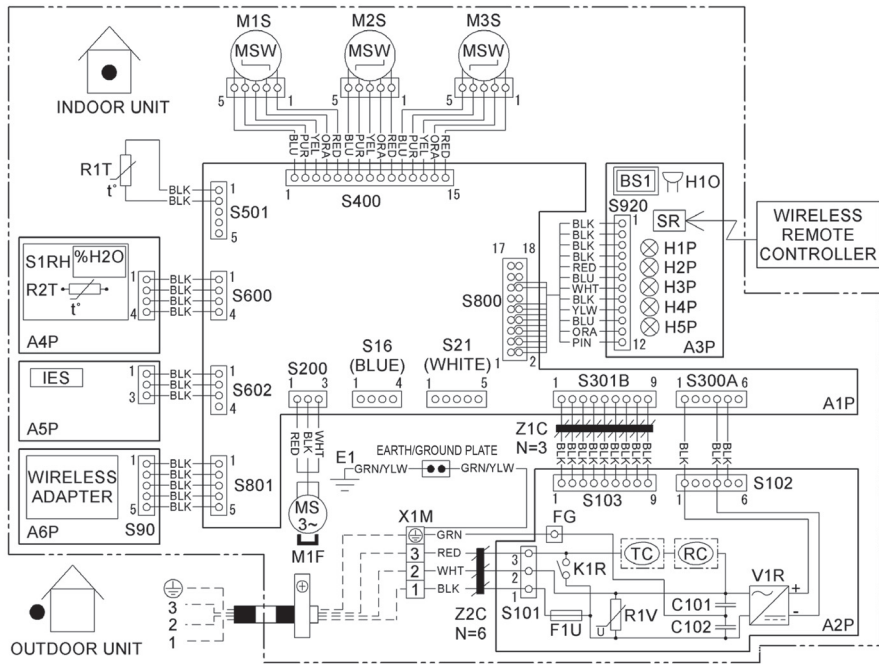 M1S M2S M3S
MSW MSW MSW
5 1 5 1 5 1
INDOOR UNIT
BLU PUR YEL ORA RED BLU PUR YEL ORA RED BLU PUR YEL ORA RED
1 S400 15
R1T
t°
BLK
BLK
1
S501
5
BS1 H1O
S920
1
SR
WIRELESS
REMOTE
CONTROLLER
H1P
H2P
H3P
H4P
H5P
12
A3P
BLK
BLK
BLK
BLK
RED
BLU
WHT
BLK
YLW
BLU
ORA
PIN
17 18
S800
1 2
S1RH %H2O
R2T
t°
A4P
1
4
BLK
BLK
BLK
BLK
1
S600
4
IES
A5P
1
3
BLK
BLK
BLK
1
S602
4
WIRELESS
ADAPTER
A6P
1
5
S90
BLK
BLK
BLK
BLK
BLK
1
S801
5
S200
1 3
RED BLK WHT
MS
3~
M1F
S16
(BLUE)
1 4
S21
(WHITE)
1 5
S301B
1 9
S300A
1 6
A1P
Z1C
N=3
BLK BLK BLK BLK BLK BLK BLK BLK
BLK BLK BLK
1 S103 9
1 6 S102
EARTH/GROUND PLATE
E1
GRN/YLW GRN/YLW
X1M
GRN
3 RED
2 WHT
1 BLK
Z2C
N=6
FG
3
2
1
S101
K1R
F1U
TC RC
R1V
U
C101
C102
V1R
+
-
A2P
OUTDOOR UNIT
3
2
1